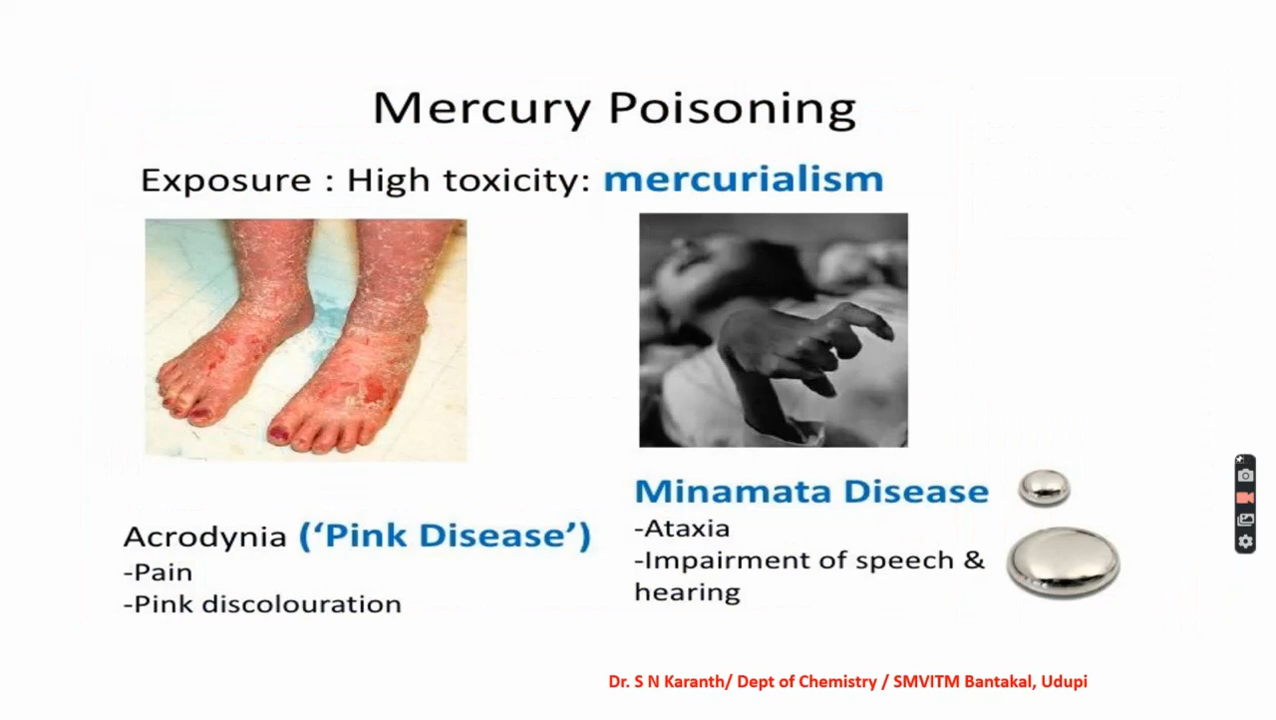 Mercury Poisoning
Exposure : High toxicity: mercurialism
Acrodynia (‘Pink Disease’)
-Pain
-Pink discolouration
Minamata Disease
-Ataxia
-Impairment of speech &
hearing
Dr. S N Karanth/ Dept of Chemistry / SMVITM Bantakal, Udupi